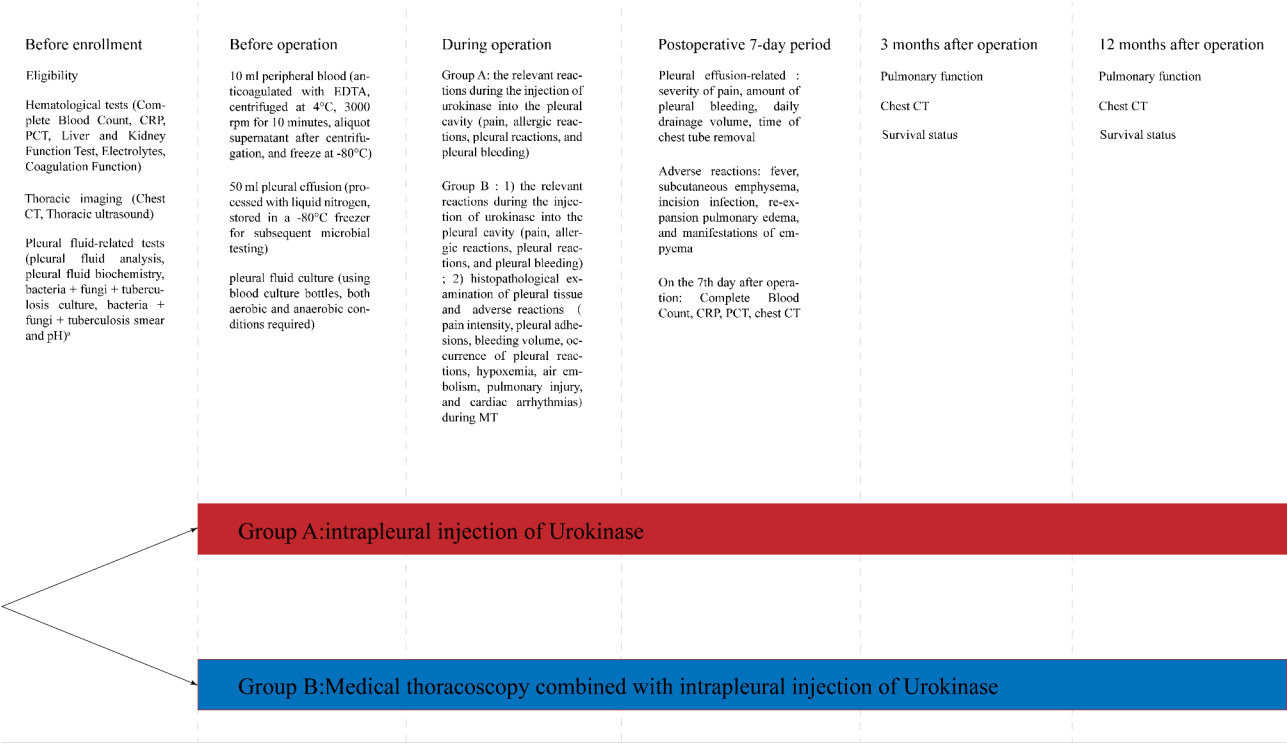 Before enrollment
Eligibility
Hematological tests (Com-
plete Blood Count, CRP,
PCT, Liver and Kidney
Function Test, Electrolytes,
Coagulation Function)
Thoracic imaging (Chest
CT, Thoracic ultrasound)
Pleural fluid-related tests
(pleural fluid analysis,
pleural fluid biochemistry,
bacteria + fungi + tubercu-
losis culture, bacteria +
fungi + tuberculosis smear
and pH)ª
Before operation
10 ml peripheral blood (an-
ticoagulated with EDTA,
centrifuged at 4°C, 3000
rpm for 10 minutes, aliquot
supernatant after centrifu-
gation, and freeze at -80°C)
50 ml pleural effusion (pro-
cessed with liquid nitrogen,
stored in a -80°C freezer
for subsequent microbial
testing)
pleural fluid culture (using
blood culture bottles, both
aerobic and anaerobic con-
ditions required)
During operation
Group A: the relevant reac-
tions during the injection of
urokinase into the pleural
cavity (pain, allergic reac-
tions, pleural reactions, and
pleural bleeding)
Group B : 1) the relevant
reactions during the injec-
tion of urokinase into the
pleural cavity (pain, aller-
gic reactions, pleural reac-
tions, and pleural bleeding)
; 2) histopathological ex-
amination of pleural tissue
and adverse reactions (
pain intensity, pleural adhe-
sions, bleeding volume, oc-
currence of pleural reac-
tions, hypoxemia, air em-
bolism, pulmonary injury,
and cardiac arrhythmias)
during MT
Postoperative 7-day period
Pleural effusion-related :
severity of pain, amount of
pleural bleeding, daily
drainage volume, time of
chest tube removal
Adverse reactions: fever,
subcutaneous emphysema,
incision infection, re-ex-
pansion pulmonary edema,
and manifestations of em-
pyema
On the 7th day after opera-
tion: Complete Blood
Count, CRP, PCT, chest CT
3 months after operation
Pulmonary function
Chest CT
Survival status
12 months after operation
Pulmonary function
Chest CT
Survival status
Group A:intrapleural injection of Urokinase
Group B:Medical thoracoscopy combined with intrapleural injection of Urokinase